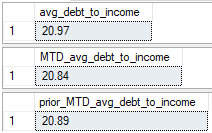 avg_debt_to_income
1 20.97
MTD_avg_debt_to_income
1 20.84
prior_MTD_avg_debt_to_income
1 20.89